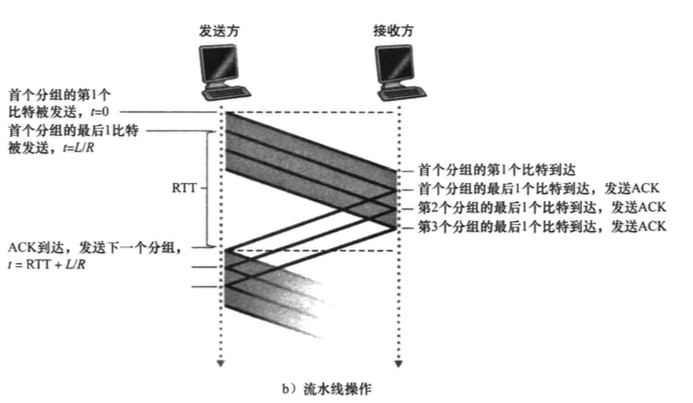 发送方
接收方
首个分组的第1个
比特被发送，t=0
首个分组的最后1比特
被发送，t=L/R
RTT
首个分组的第1个比特到达
首个分组的最后1个比特到达，发送ACK
第2个分组的最后1个比特到达，发送ACK
第3个分组的最后1个比特到达，发送ACK
ACK到达，发送下一个分组，
t = RTT + L/R
b）流水线操作